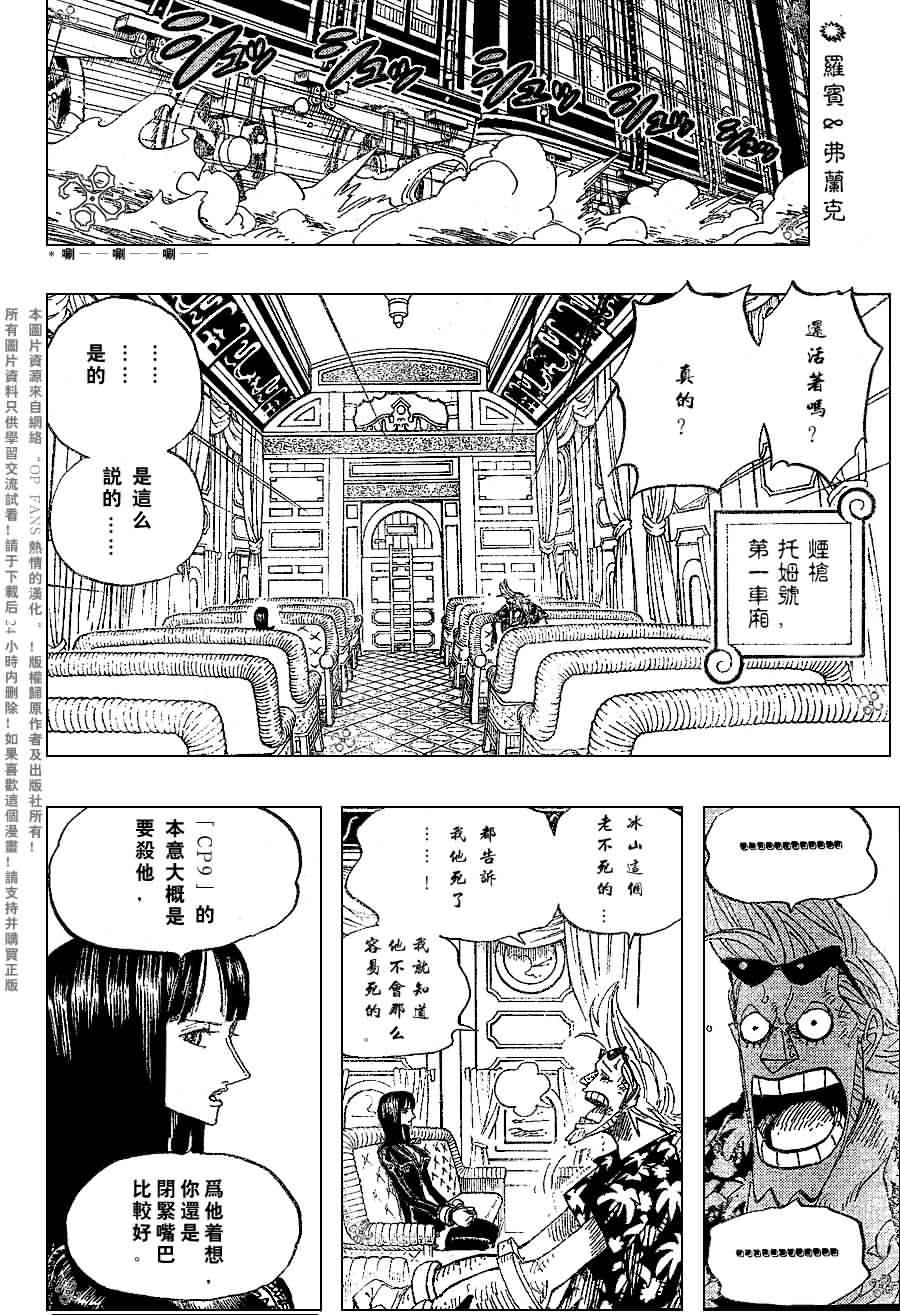 羅賓&弗蘭克
*唰——唰——唰——
還活著嗎?
真的?
煙槍
托姆號,
第一車廂
……
……
是的
是這么
説的……
冰山這個
老不死的…
都告訴
我他死了
……!
我就知道
他不會那么
容易死的。
「CP9」的
本意大概是
要殺他.
爲他着想,
你還是
閉緊嘴巴
比較好。
本圖片資源來自網絡"OP FANS熱情的漢化。!版權歸原作者及出版社所有!
所有圖片資料只供學習交流試看!請于下載后24小時内删除!如果喜歡這個漫畫!請支持并購買正版